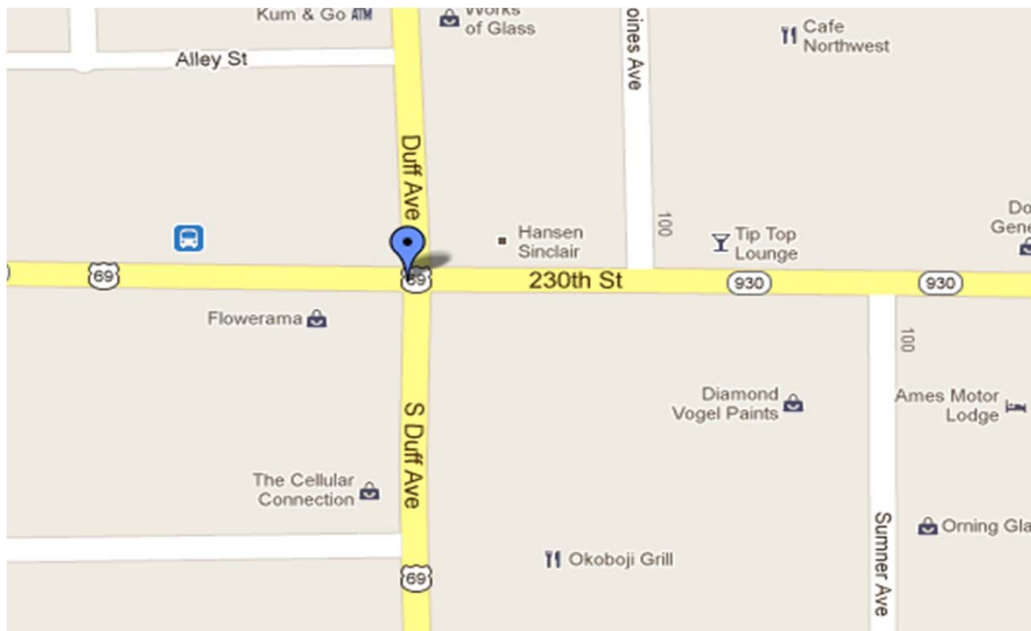 Kum & Go ATM
Works
of Glass
oines Ave
Cafe
Northwest
Alley St
Duff Ave
100
Hansen
Sinclair
Tip Top
Lounge
Do
Gene
69
69
230th St
930
930
Flowerama
100
Diamond
Vogel Paints
Ames Motor
Lodge
S Duff Ave
The Cellular
Connection
Sumner Ave
Orning Gla
Okoboji Grill
69